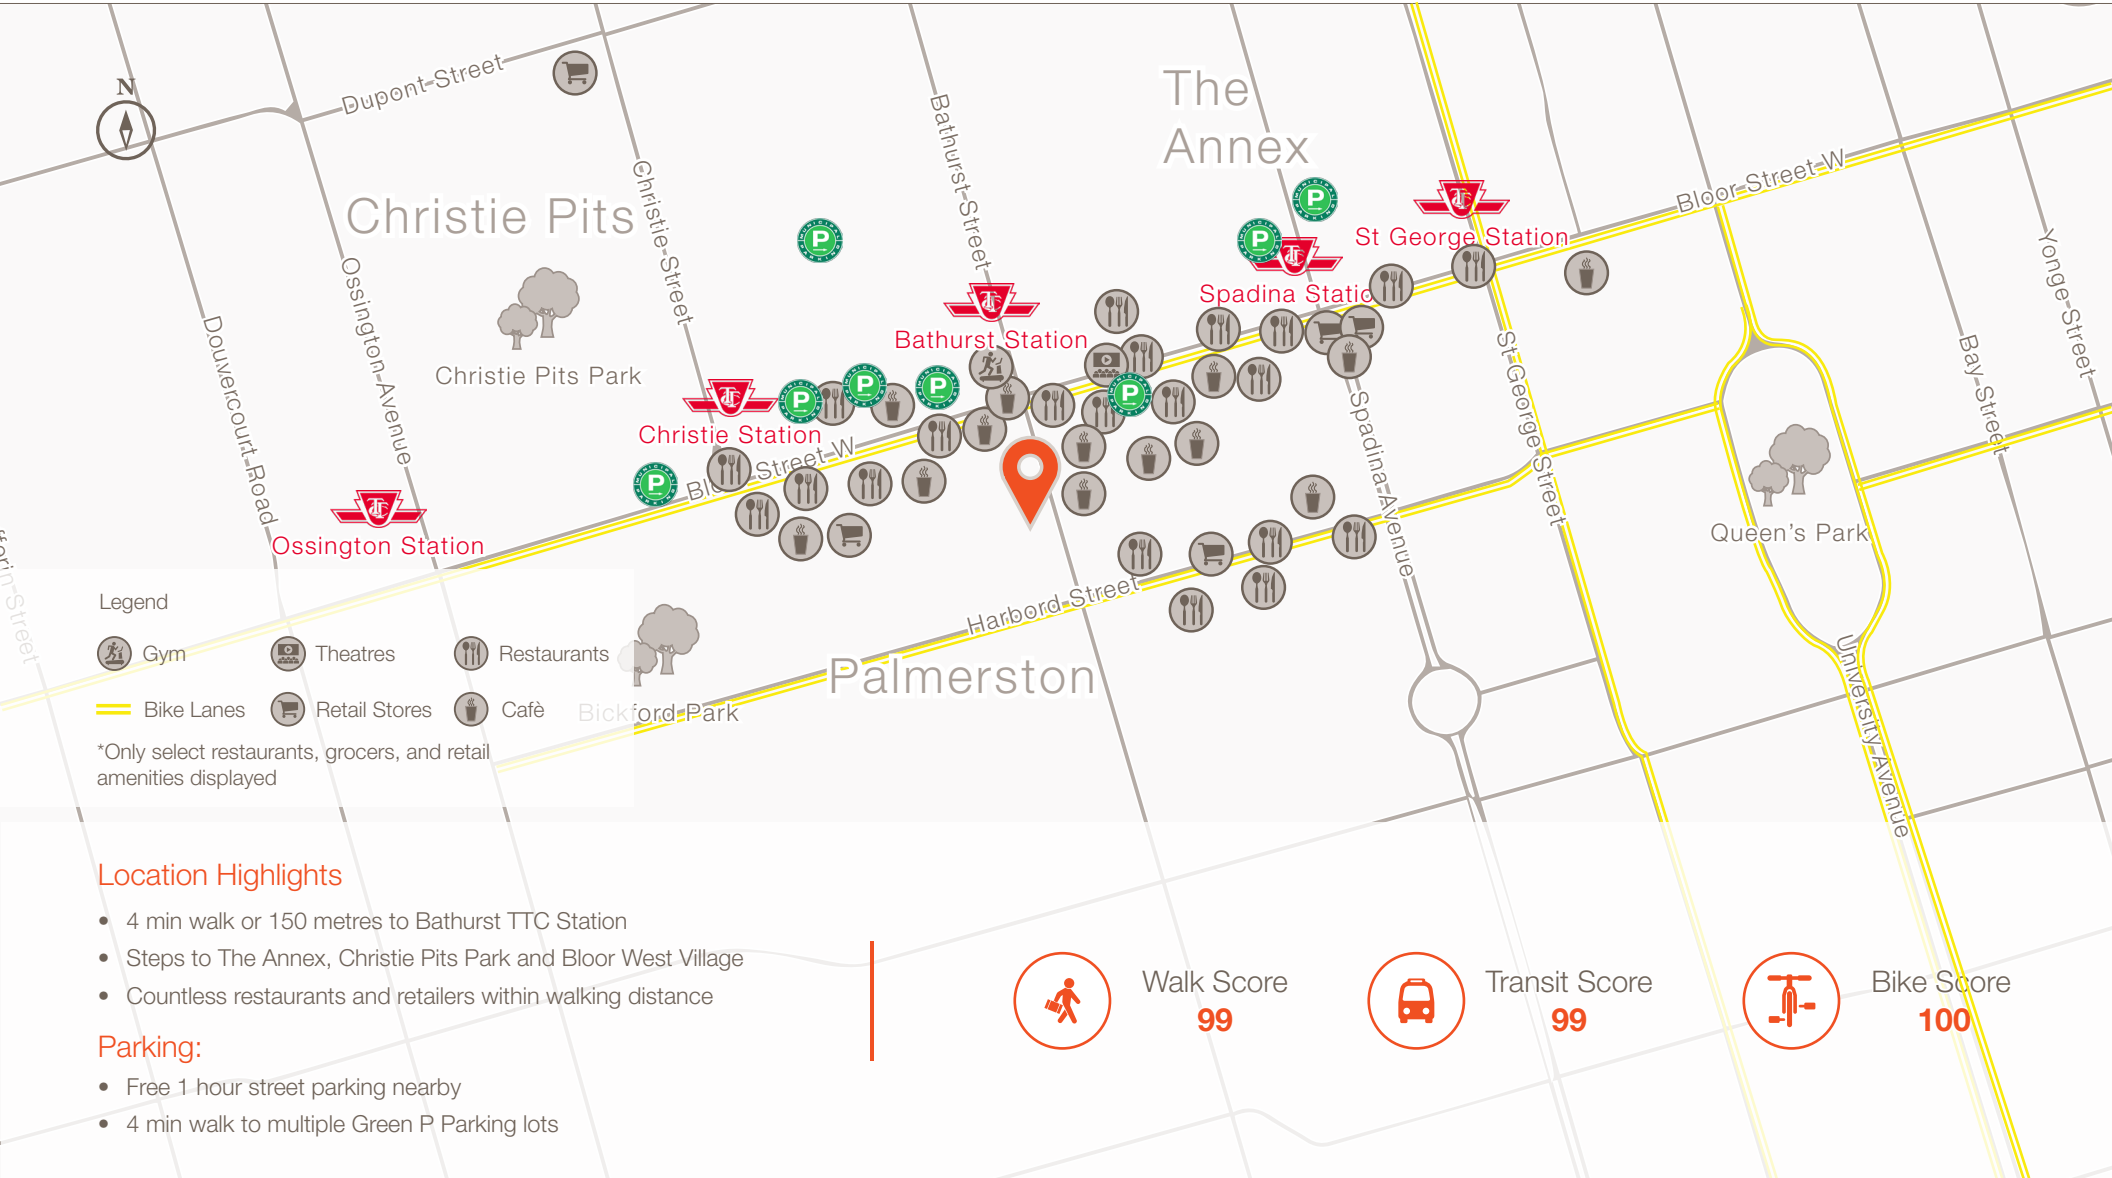 N
Dupont Street
The
Annex
Christie Pits
Christie Street
Bathurst Street
Bloor Street W
St George Station
Spadina Statio
Bathurst Station
Christie Pits Park
Christie Station
Street W
Ossington Station
Ossington Avenue
Douvercourt Road
Spadina Avenue
St George Street
Yonge Street
Bay Street
Queen's Park
University Avenue
Harbord Street
Palmerston
Bickford Park
Legend
Gym
Theatres
Restaurants
Bike Lanes
Retail Stores
Cafè
*Only select restaurants, grocers, and retail
amenities displayed
Location Highlights
• 4 min walk or 150 metres to Bathurst TTC Station
• Steps to The Annex, Christie Pits Park and Bloor West Village
• Countless restaurants and retailers within walking distance
Parking:
• Free 1 hour street parking nearby
• 4 min walk to multiple Green P Parking lots
Walk Score
99
Transit Score
99
Bike Score
100